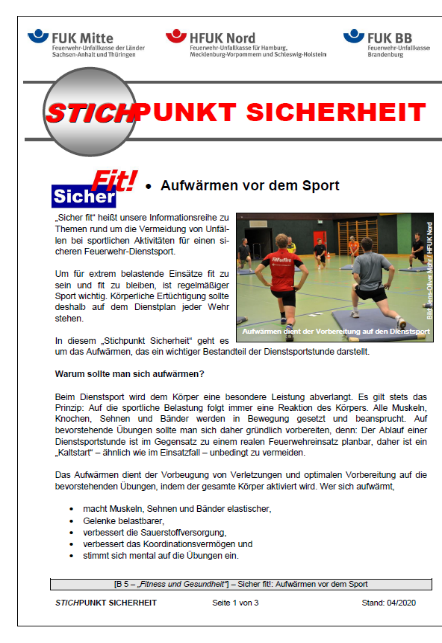 FUK Mitte
Feuerwehr-Unfallkasse der Länder
Sachsen-Anhalt und Thüringen
HFUK Nord
Feuerwehr-Unfallkasse für Hamburg,
Mecklenburg-Vorpommern und Schleswig-Holstein
FUK BB
Feuerwehr-Unfallkasse
Brandenburg
STICHPUNKT SICHERHEIT
Sicher Fit!
• Aufwärmen vor dem Sport
„Sicher fit“ heißt unsere Informationsreihe zu
Themen rund um die Vermeidung von Unfäl-
len bei sportlichen Aktivitäten für einen si-
cheren Feuerwehr-Dienstsport.
Um für extrem belastende Einsätze fit zu
sein und fit zu bleiben, ist regelmäßiger
Sport wichtig. Körperliche Ertüchtigung sollte
deshalb auf dem Dienstplan jeder Wehr
stehen.
Bild: Jens-Oliver Mohr / HFUK Nord
Aufwärmen dient der Vorbereitung auf den Dienstsport
In diesem „Stichpunkt Sicherheit“ geht es
um das Aufwärmen, das ein wichtiger Bestandteil der Dienstsportstunde darstellt.
Warum sollte man sich aufwärmen?
Beim Dienstsport wird dem Körper eine besondere Leistung abverlangt. Es gilt stets das
Prinzip: Auf die sportliche Belastung folgt immer eine Reaktion des Körpers. Alle Muskeln,
Knochen, Sehnen und Bänder werden in Bewegung gesetzt und beansprucht. Auf
bevorstehende Übungen sollte man sich daher gründlich vorbereiten, denn: Der Ablauf einer
Dienstsportstunde ist im Gegensatz zu einem realen Feuerwehreinsatz planbar, daher ist ein
„Kaltstart“ – ähnlich wie im Einsatzfall – unbedingt zu vermeiden.
Das Aufwärmen dient der Vorbeugung von Verletzungen und optimalen Vorbereitung auf die
bevorstehenden Übungen, indem der gesamte Körper aktiviert wird. Wer sich aufwärmt,
• macht Muskeln, Sehnen und Bänder elastischer,
• Gelenke belastbarer,
• verbessert die Sauerstoffversorgung,
• verbessert das Koordinationsvermögen und
• stimmt sich mental auf die Übungen ein.
[B 5 – „Fitness und Gesundheit“] – Sicher fit!: Aufwärmen vor dem Sport
STICHPUNKT SICHERHEIT Seite 1 von 3 Stand: 04/2020